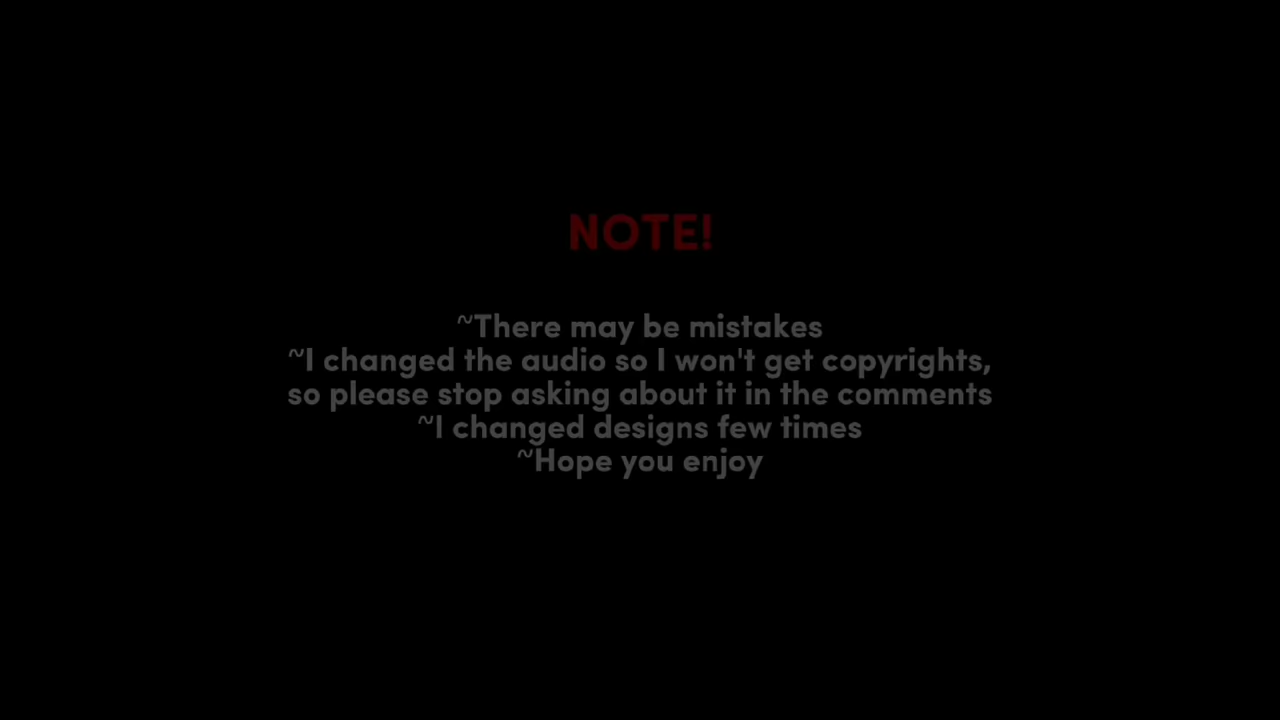 NOTE!
~There may be mistakes
~I changed the audio so I won't get copyrights,
so please stop asking about it in the comments
~I changed designs few times
~Hope you enjoy